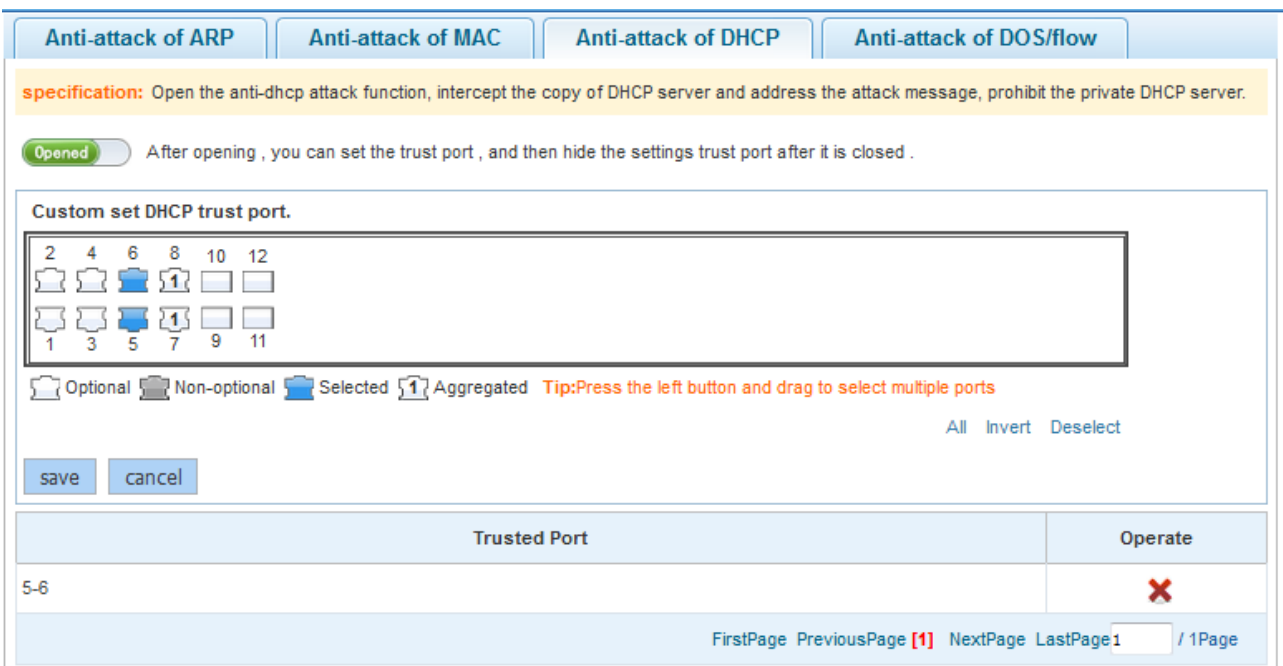 Anti-attack of ARP Anti-attack of MAC Anti-attack of DHCP Anti-attack of DOS/flow
specification: Open the anti-dhcp attack function, intercept the copy of DHCP server and address the attack message, prohibit the private DHCP server.
Opened After opening , you can set the trust port , and then hide the settings trust port after it is closed .
Custom set DHCP trust port.
2 4 6 8 10 12
1
1
1 3 5 7 9 11
Optional Non-optional Selected 1 Aggregated Tip:Press the left button and drag to select multiple ports
All Invert Deselect
save cancel
Trusted Port Operate
5-6
FirstPage PreviousPage [1] NextPage LastPage 1 / 1Page